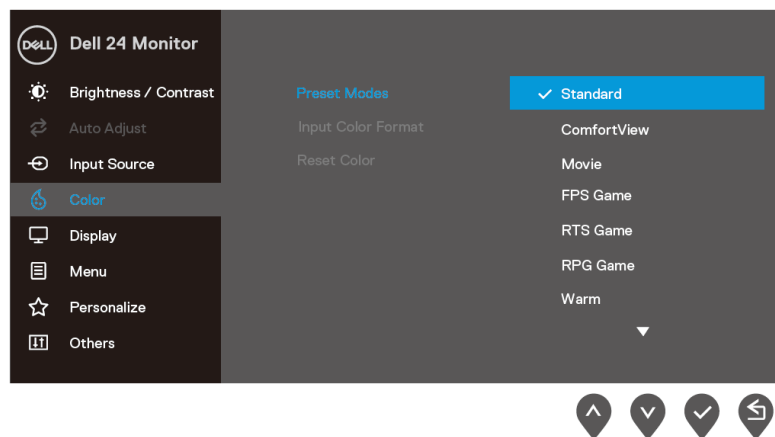 DELL
Dell 24 Monitor
Brightness / Contrast
Auto Adjust
Input Source
Color
Display
Menu
Personalize
Others
Preset Modes
Input Color Format
Reset Color
Standard
ComfortView
Movie
FPS Game
RTS Game
RPG Game
Warm